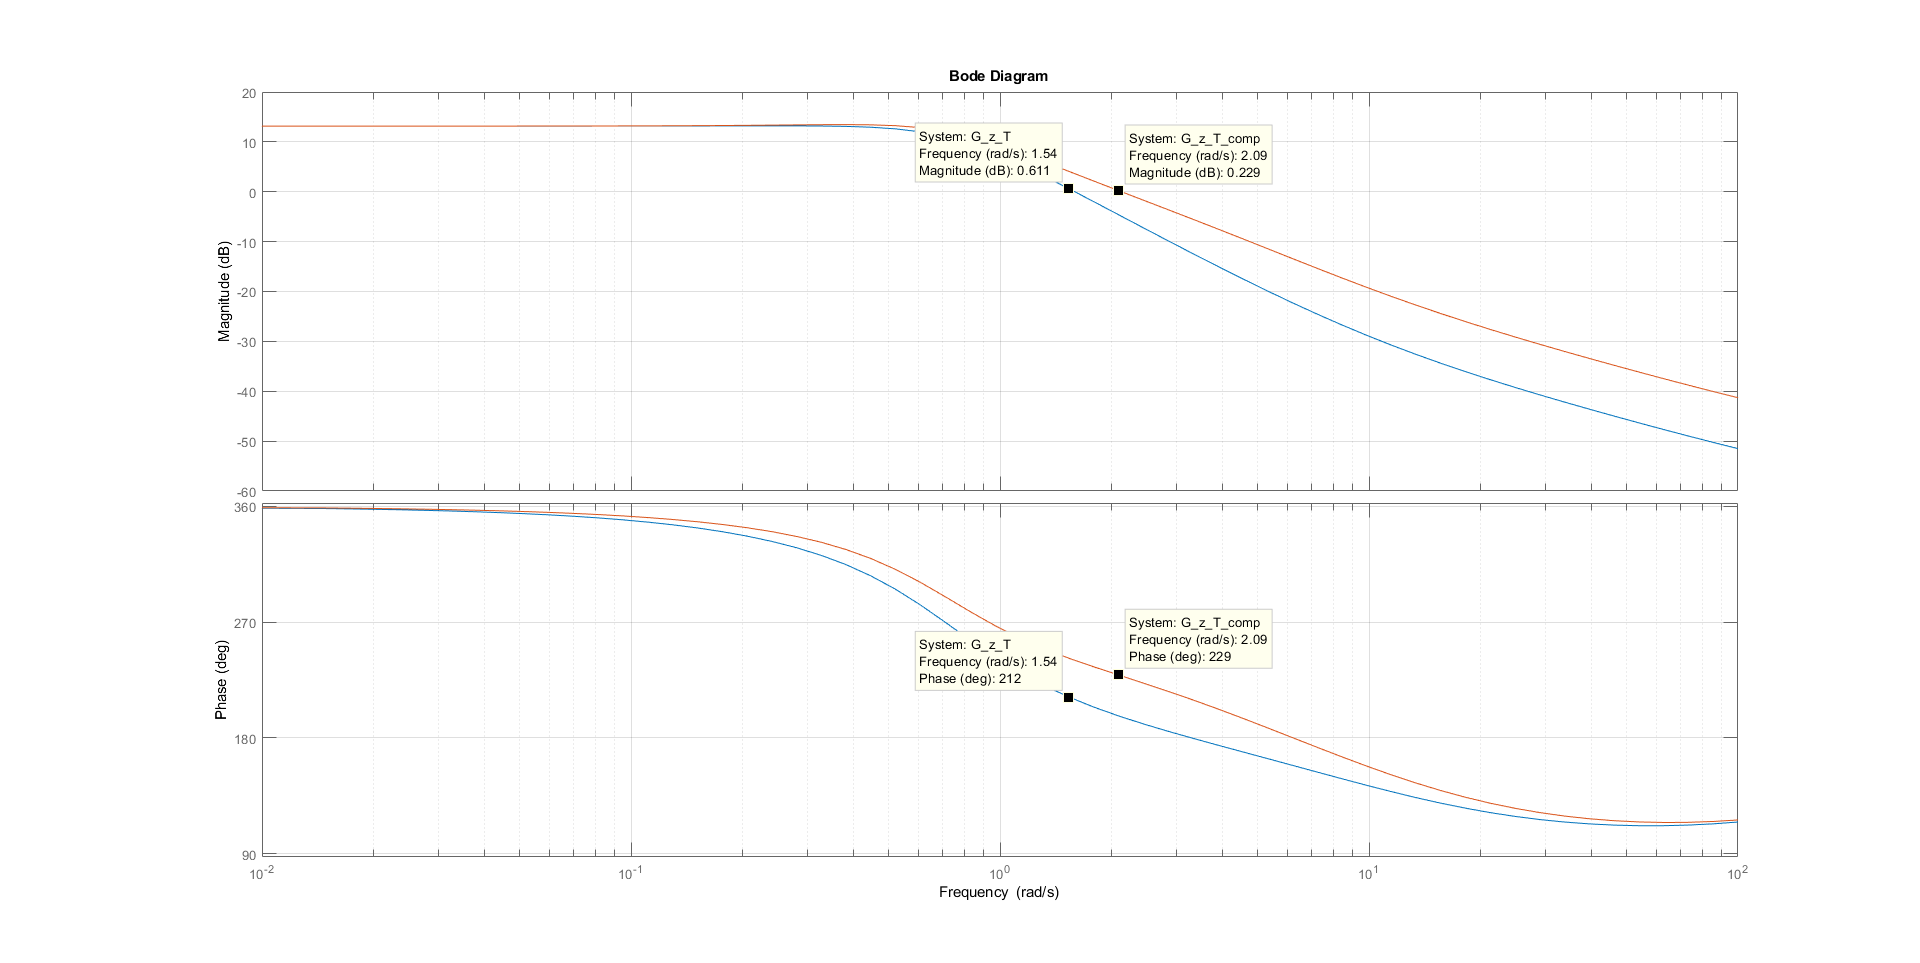 Bode Diagram
20
10
0
-10
-20
-30
-40
-50
-60
Magnitude (dB)
System: G_z_T
Frequency (rad/s): 1.54
Magnitude (dB): 0.611
System: G_z_T_comp
Frequency (rad/s): 2.09
Magnitude (dB): 0.229
360
270
180
90
Phase (deg)
System: G_z_T
Frequency (rad/s): 1.54
Phase (deg): 212
System: G_z_T_comp
Frequency (rad/s): 2.09
Phase (deg): 229
10^-2 10^-1 10^0 10^1 10^2
Frequency (rad/s)